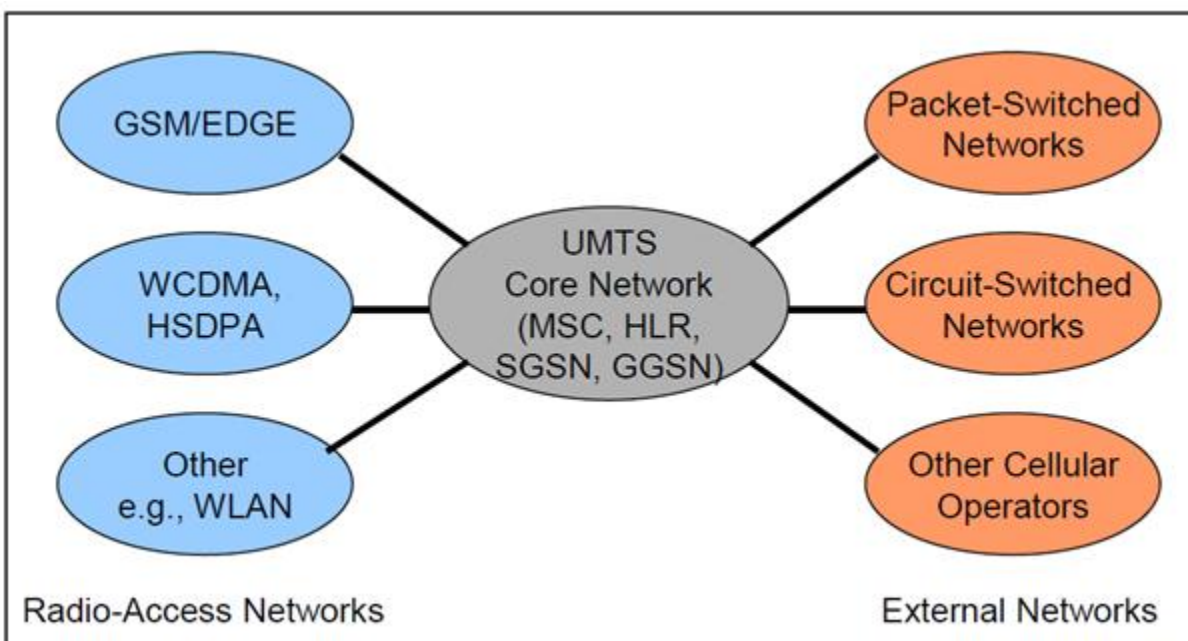 GSM/EDGE
WCDMA,
HSDPA
Other
e.g., WLAN
Radio-Access Networks
UMTS
Core Network
(MSC, HLR,
SGSN, GGSN)
Packet-Switched
Networks
Circuit-Switched
Networks
Other Cellular
Operators
External Networks